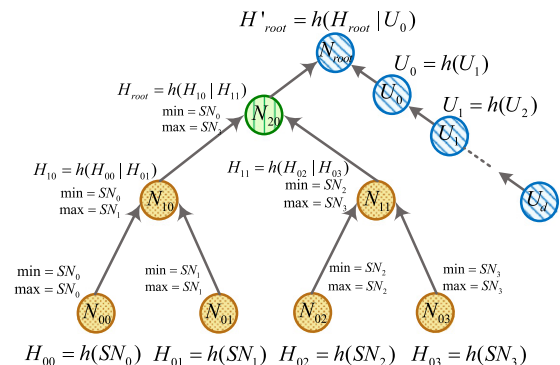 H'root = h(Hroot | U0)
Nroot
U0 = h(U1)
Hroot = h(H10 | H11)
min = SN0
max = SN2
N20
U0
U1 = h(U2)
U1
H10 = h(H00 | H01)
min = SN0
max = SN1
N10
H11 = h(H02 | H03)
min = SN2
max = SN3
N11
Ud
min = SN0
max = SN0
min = SN1
max = SN1
min = SN2
max = SN2
min = SN3
max = SN3
N00
N01
N02
N03
H00 = h(SN0) H01 = h(SN1) H02 = h(SN2) H03 = h(SN3)